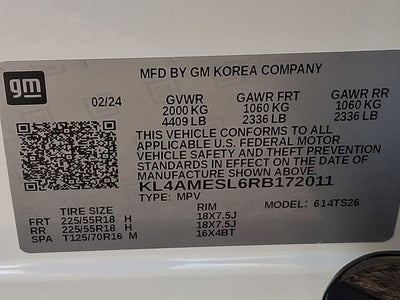 gm
MFD BY GM KOREA COMPANY
02/24 GVWR GAWR FRT GAWR RR
2000 KG 1060 KG 1060 KG
4409 LB 2336 LB 2336 LB
THIS VEHICLE CONFORMS TO ALL
APPLICABLE U.S. FEDERAL MOTOR
VEHICLE SAFETY AND THEFT PREVENTION
STANDARDS IN EFFECT ON THE DATE OF
MANUFACTURE SHOWN ABOVE.
KL4AMESL6RB172011
TYPE: MPV MODEL: 614TS26
TIRE SIZE RIM
FRT 225/55R18 H 18X7.5J
RR 225/55R18 H 18X7.5J
SPA T125/70R16 M 16X4BT